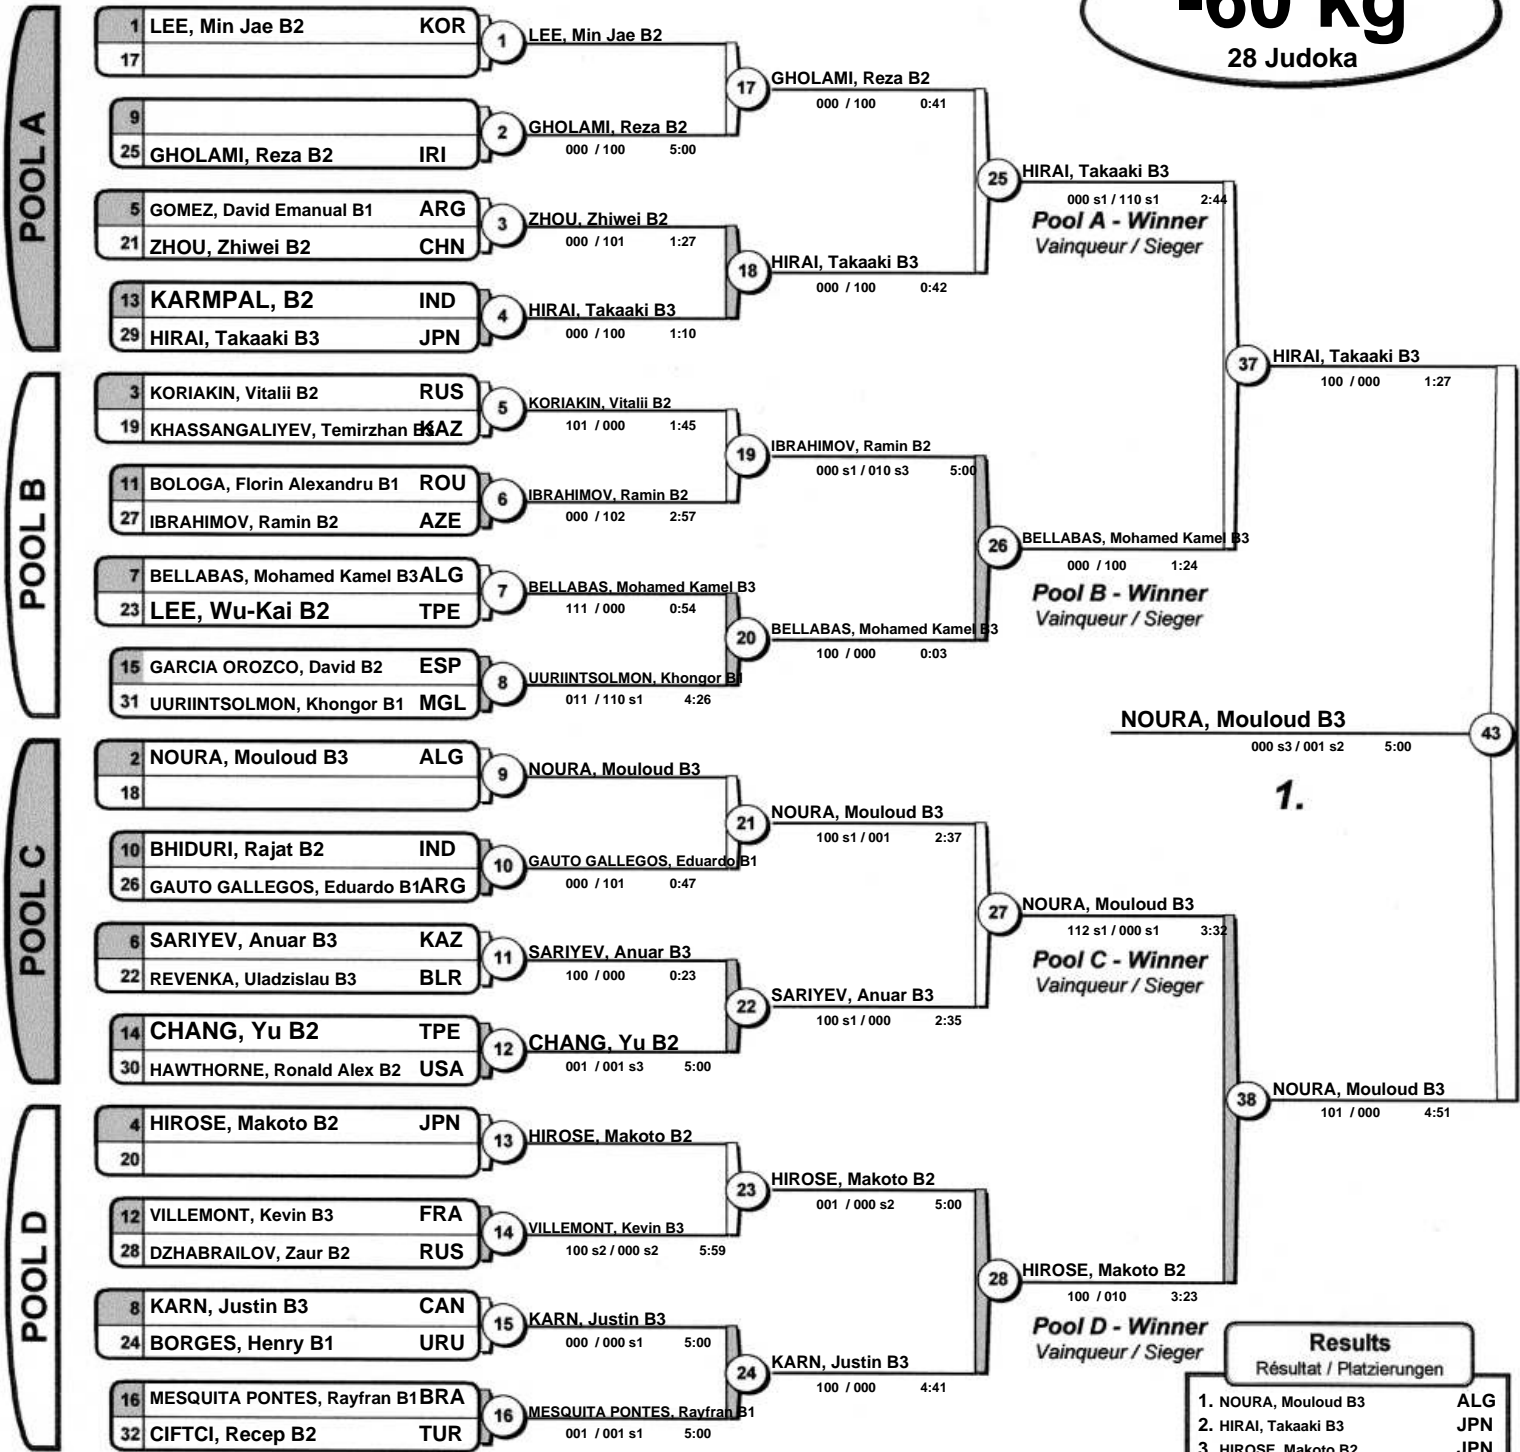 -60 kg
28 Judoka
POOL A
1 LEE, Min Jae B2 KOR
17
9
25 GHOLAMI, Reza B2 IRI
5 GOMEZ, David Emanual B1 ARG
21 ZHOU, Zhiwei B2 CHN
13 KARMPAL, B2 IND
29 HIRAI, Takaaki B3 JPN
1 LEE, Min Jae B2
2 GHOLAMI, Reza B2
000 / 100 5:00
3 ZHOU, Zhiwei B2
000 / 101 1:27
4 HIRAI, Takaaki B3
000 / 100 1:10
17 GHOLAMI, Reza B2
000 / 100 0:41
18 HIRAI, Takaaki B3
000 / 100 0:42
25 HIRAI, Takaaki B3
000 s1 / 110 s1 2:44
Pool A - Winner
Vainqueur / Sieger
POOL B
3 KORIAKIN, Vitalii B2 RUS
19 KHASSANGALIYEV, Temirzhan B3 KAZ
11 BOLOGA, Florin Alexandru B1 ROU
27 IBRAHIMOV, Ramin B2 AZE
7 BELLABAS, Mohamed Kamel B3 ALG
23 LEE, Wu-Kai B2 TPE
15 GARCIA OROZCO, David B2 ESP
31 UURIINTSOLMON, Khongor B1 MGL
5 KORIAKIN, Vitalii B2
101 / 000 1:45
6 IBRAHIMOV, Ramin B2
000 / 102 2:57
7 BELLABAS, Mohamed Kamel B3
111 / 000 0:54
8 UURIINTSOLMON, Khongor B1
011 / 110 s1 4:26
19 IBRAHIMOV, Ramin B2
000 s1 / 010 s3 5:00
20 BELLABAS, Mohamed Kamel B3
100 / 000 0:03
26 BELLABAS, Mohamed Kamel B3
000 / 100 1:24
Pool B - Winner
Vainqueur / Sieger
37 HIRAI, Takaaki B3
100 / 000 1:27
POOL C
2 NOURA, Mouloud B3 ALG
18
10 BHIDURI, Rajat B2 IND
26 GAUTO GALLEGOS, Eduardo B1 ARG
6 SARIYEV, Anuar B3 KAZ
22 REVENKA, Uladzislau B3 BLR
14 CHANG, Yu B2 TPE
30 HAWTHORNE, Ronald Alex B2 USA
9 NOURA, Mouloud B3
10 GAUTO GALLEGOS, Eduardo B1
000 / 101 0:47
11 SARIYEV, Anuar B3
100 / 000 0:23
12 CHANG, Yu B2
001 / 001 s3 5:00
21 NOURA, Mouloud B3
100 s1 / 001 2:37
22 SARIYEV, Anuar B3
100 s1 / 000 2:35
27 NOURA, Mouloud B3
112 s1 / 000 s1 3:32
Pool C - Winner
Vainqueur / Sieger
NOURA, Mouloud B3 43
000 s3 / 001 s2 5:00
1.
POOL D
4 HIROSE, Makoto B2 JPN
20
12 VILLEMONT, Kevin B3 FRA
28 DZHABRAILOV, Zaur B2 RUS
8 KARN, Justin B3 CAN
24 BORGES, Henry B1 URU
16 MESQUITA PONTES, Rayfran B1 BRA
32 CIFTCI, Recep B2 TUR
13 HIROSE, Makoto B2
14 VILLEMONT, Kevin B3
100 s2 / 000 s2 5:59
15 KARN, Justin B3
000 / 000 s1 5:00
16 MESQUITA PONTES, Rayfran B1
001 / 001 s1 5:00
23 HIROSE, Makoto B2
001 / 000 s2 5:00
24 KARN, Justin B3
100 / 000 4:41
28 HIROSE, Makoto B2
100 / 010 3:23
Pool D - Winner
Vainqueur / Sieger
38 NOURA, Mouloud B3
101 / 000 4:51
Results
Résultat / Platzierungen
1. NOURA, Mouloud B3 ALG
2. HIRAI, Takaaki B3 JPN
3. HIROSE, Makoto B2 JPN